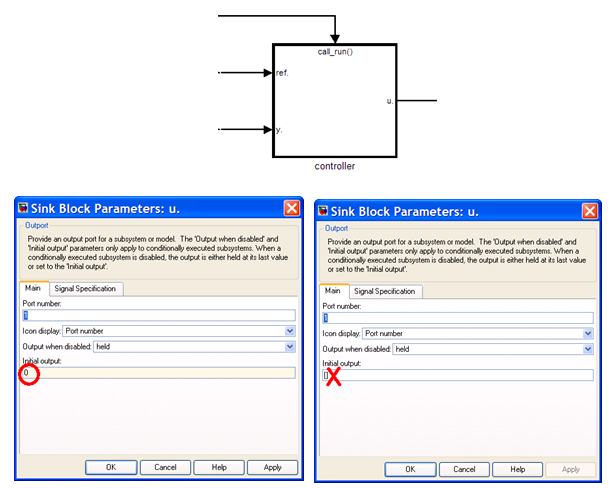 call_run()
ref.
u.
y.
controller
Sink Block Parameters: u.
Outport
Provide an output port for a subsystem or model. The 'Output when disabled' and
'Initial output' parameters only apply to conditionally executed subsystems. When a
conditionally executed subsystem is disabled, the output is either held at its last value
or set to the 'Initial output'.
Main Signal Specification
Port number:
1
Icon display: Port number
Output when disabled: held
Initial output:
0
OK Cancel Help Apply
Sink Block Parameters: u.
Outport
Provide an output port for a subsystem or model. The 'Output when disabled' and
'Initial output' parameters only apply to conditionally executed subsystems. When a
conditionally executed subsystem is disabled, the output is either held at its last value
or set to the 'Initial output'.
Main Signal Specification
Port number:
1
Icon display: Port number
Output when disabled: held
Initial output:
[]
OK Cancel Help Apply